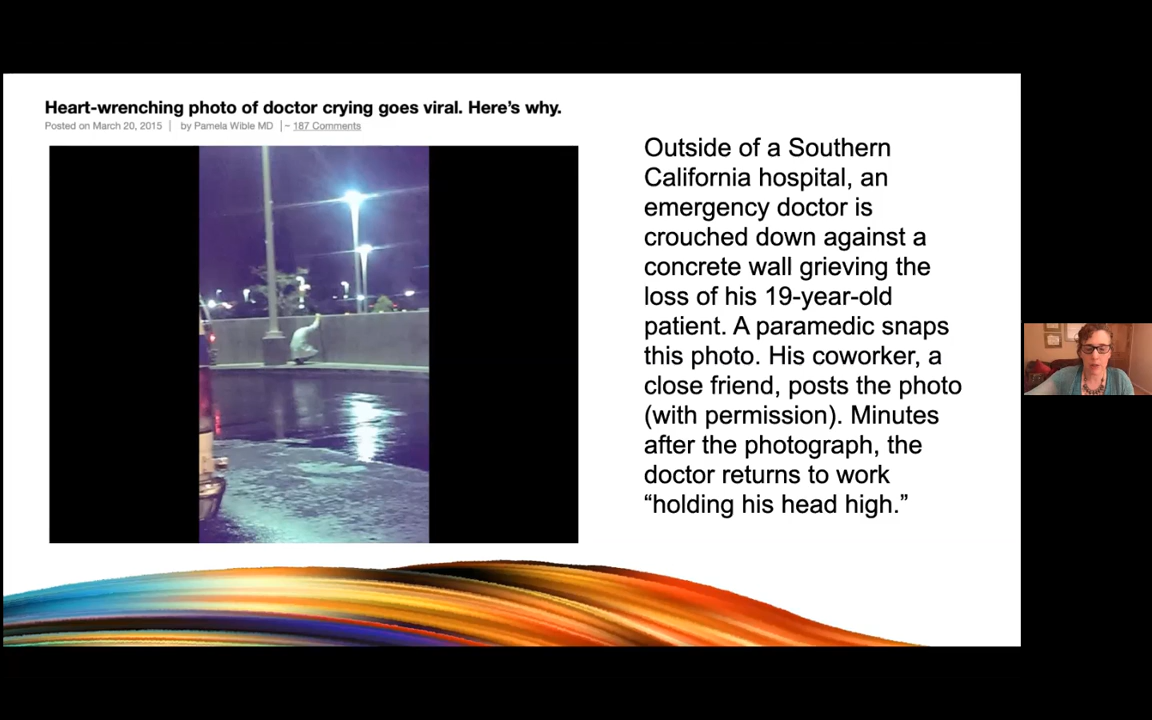 Heart-wrenching photo of doctor crying goes viral. Here's why.
Posted on March 20, 2015 | by Pamela Wible MD | ~ 187 Comments
Outside of a Southern
California hospital, an
emergency doctor is
crouched down against a
concrete wall grieving the
loss of his 19-year-old
patient. A paramedic snaps
this photo. His coworker, a
close friend, posts the photo
(with permission). Minutes
after the photograph, the
doctor returns to work
“holding his head high.”